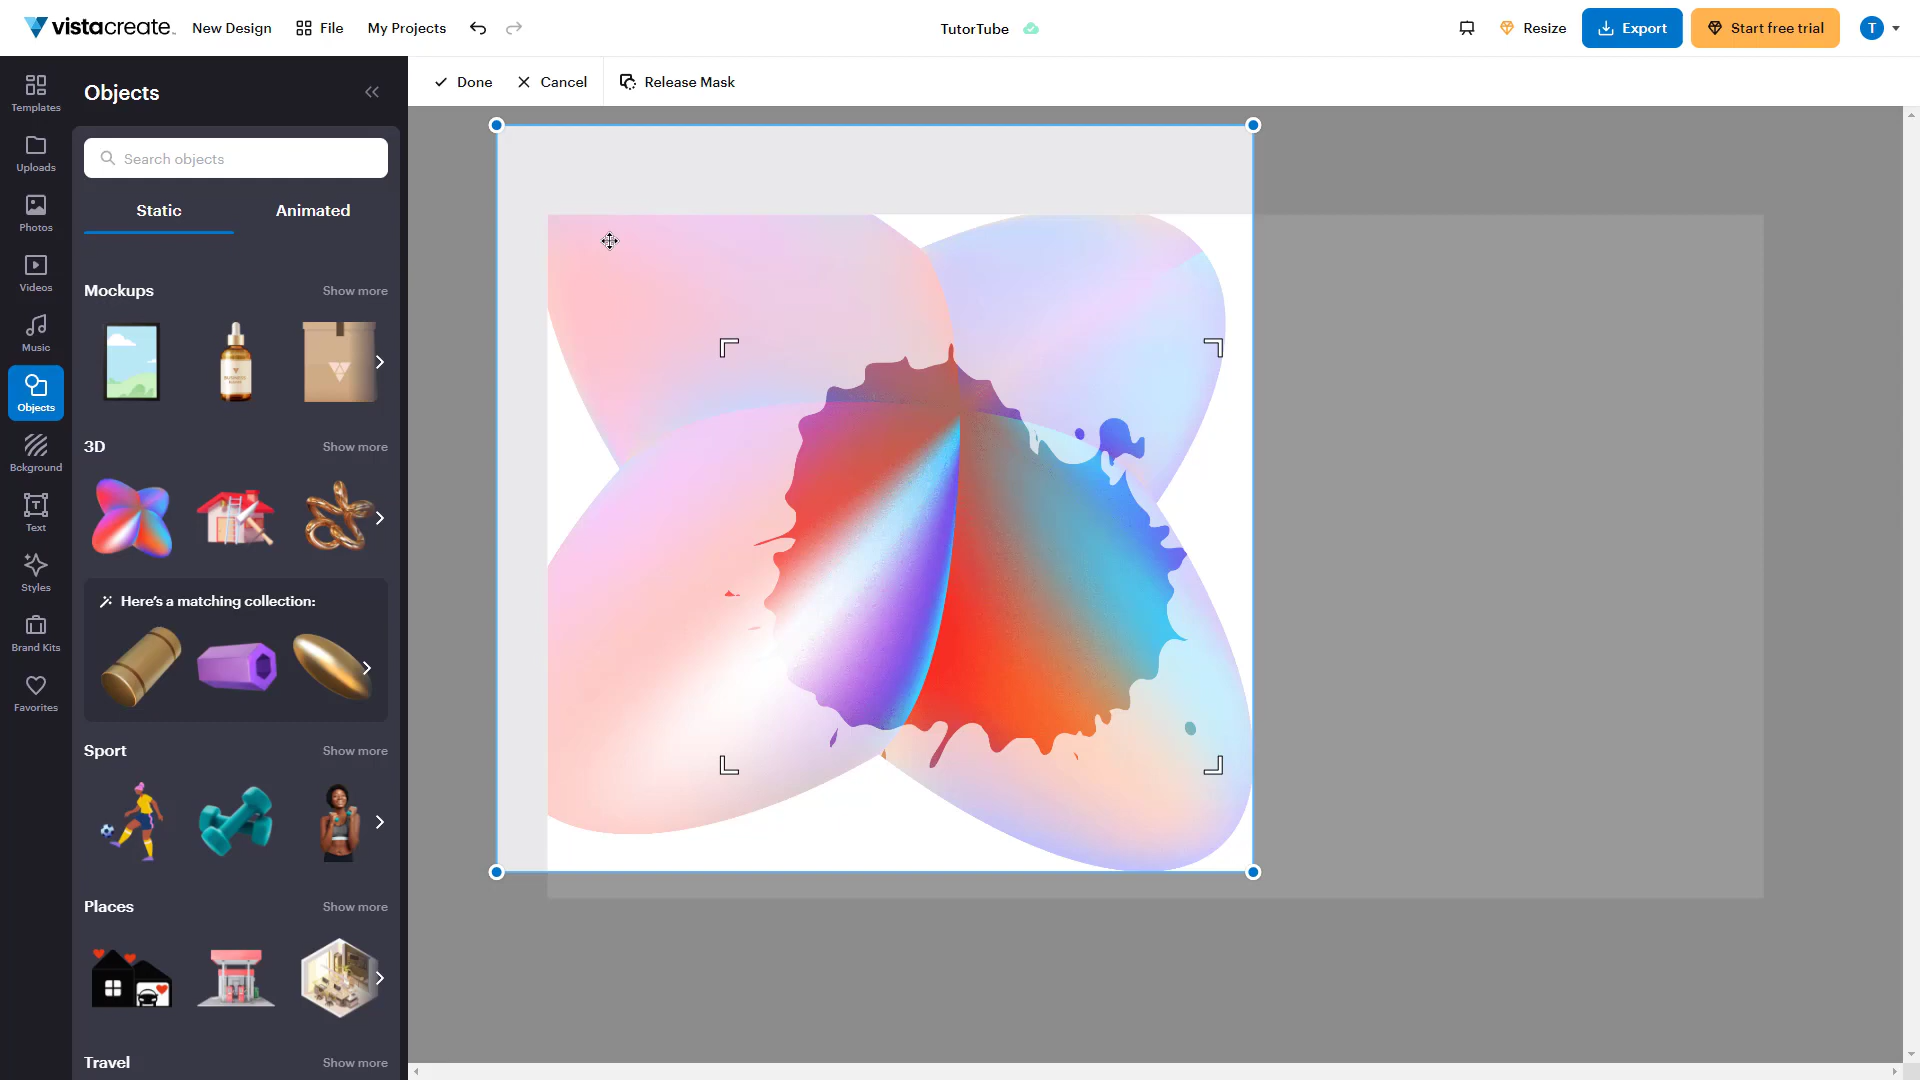 vistacreate
New Design
File
My Projects
TutorTube
Resize
Export
Start free trial
T
Templates
Uploads
Photos
Videos
Music
Objects
Bckground
Text
Styles
Brand Kits
Favorites
Objects
Search objects
Static
Animated
Mockups
Show more
3D
Show more
Here's a matching collection:
Sport
Show more
Places
Show more
Travel
Show more
Done
Cancel
Release Mask